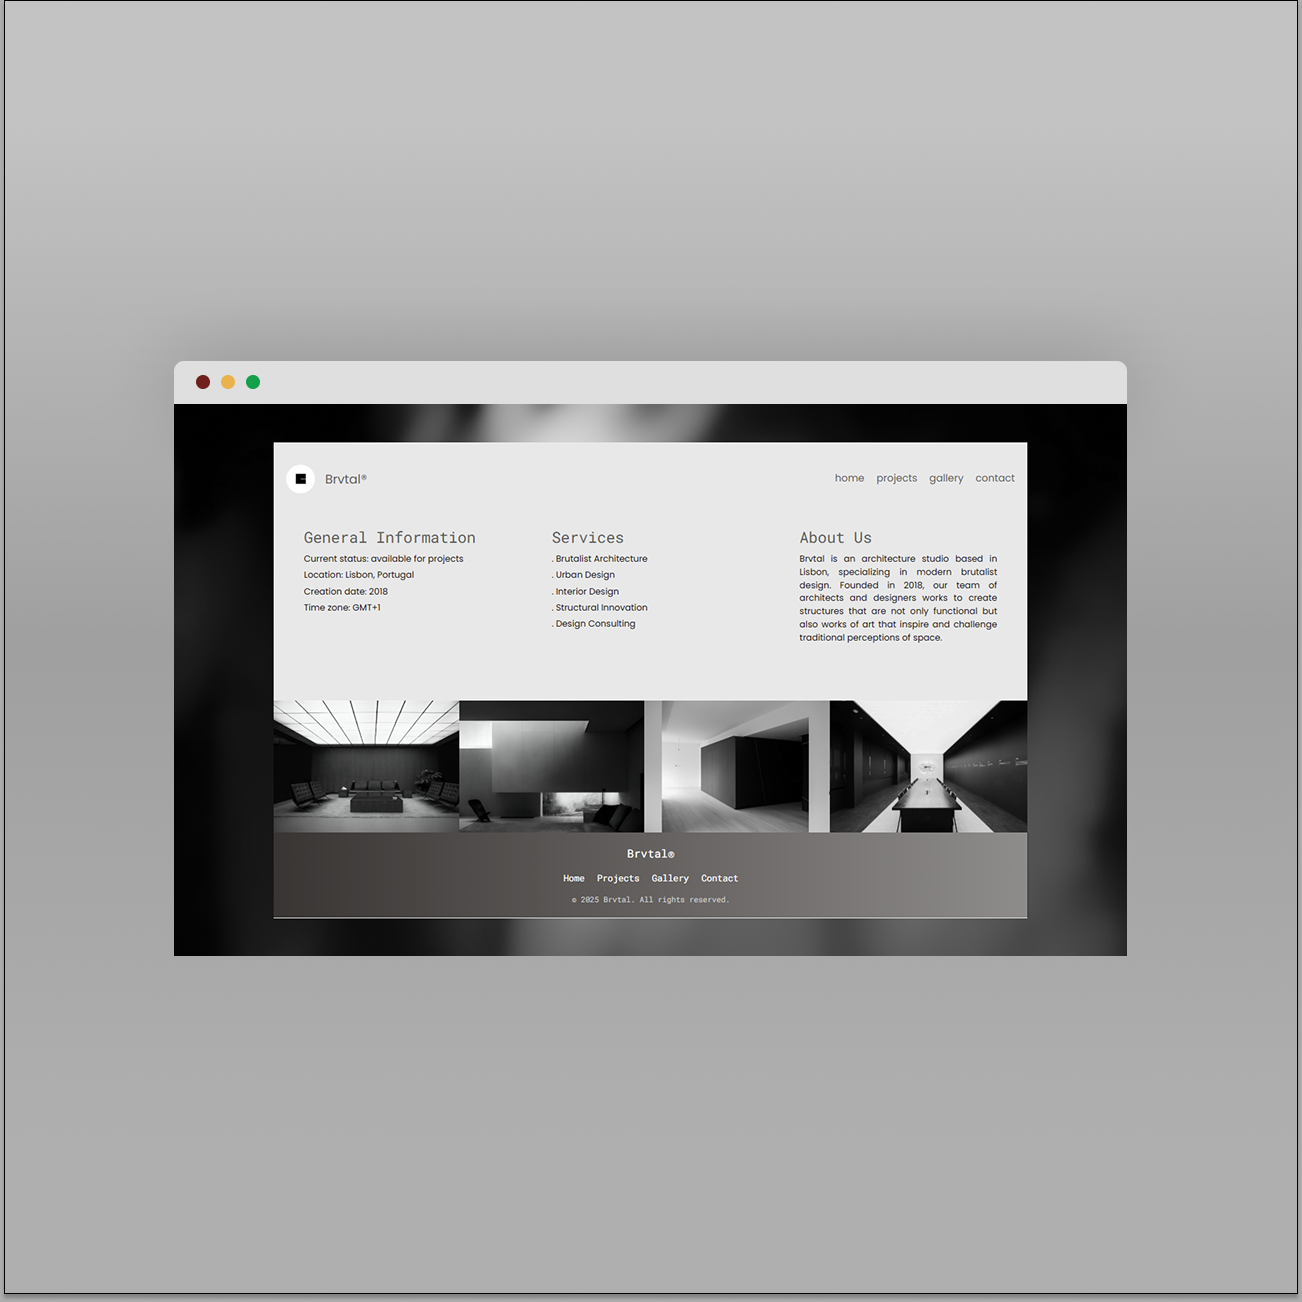 Brvtal®
home projects gallery contact
General Information
Current status: available for projects
Location: Lisbon, Portugal
Creation date: 2018
Time zone: GMT+1
Services
. Brutalist Architecture
. Urban Design
. Interior Design
. Structural Innovation
. Design Consulting
About Us
Brvtal is an architecture studio based in
Lisbon, specializing in modern brutalist
design. Founded in 2018, our team of
architects and designers works to create
structures that are not only functional but
also works of art that inspire and challenge
traditional perceptions of space.
Brvtal®
Home Projects Gallery Contact
© 2025 Brvtal. All rights reserved.